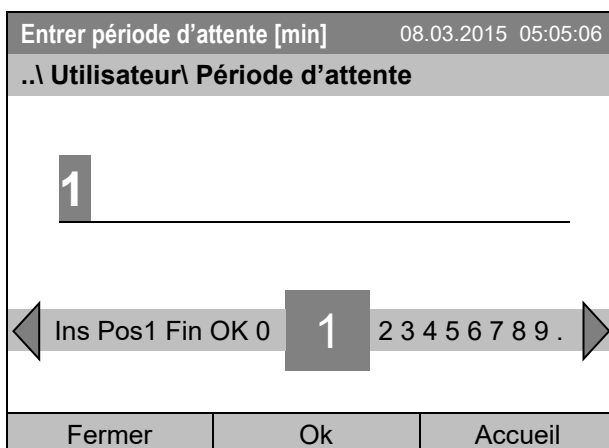 Entrer période d’attente [min] 08.03.2015 05:05:06
..\ Utilisateur\ Période d’attente
1
Ins Pos1 Fin OK 0 1 2 3 4 5 6 7 8 9 .
Fermer Ok Accueil